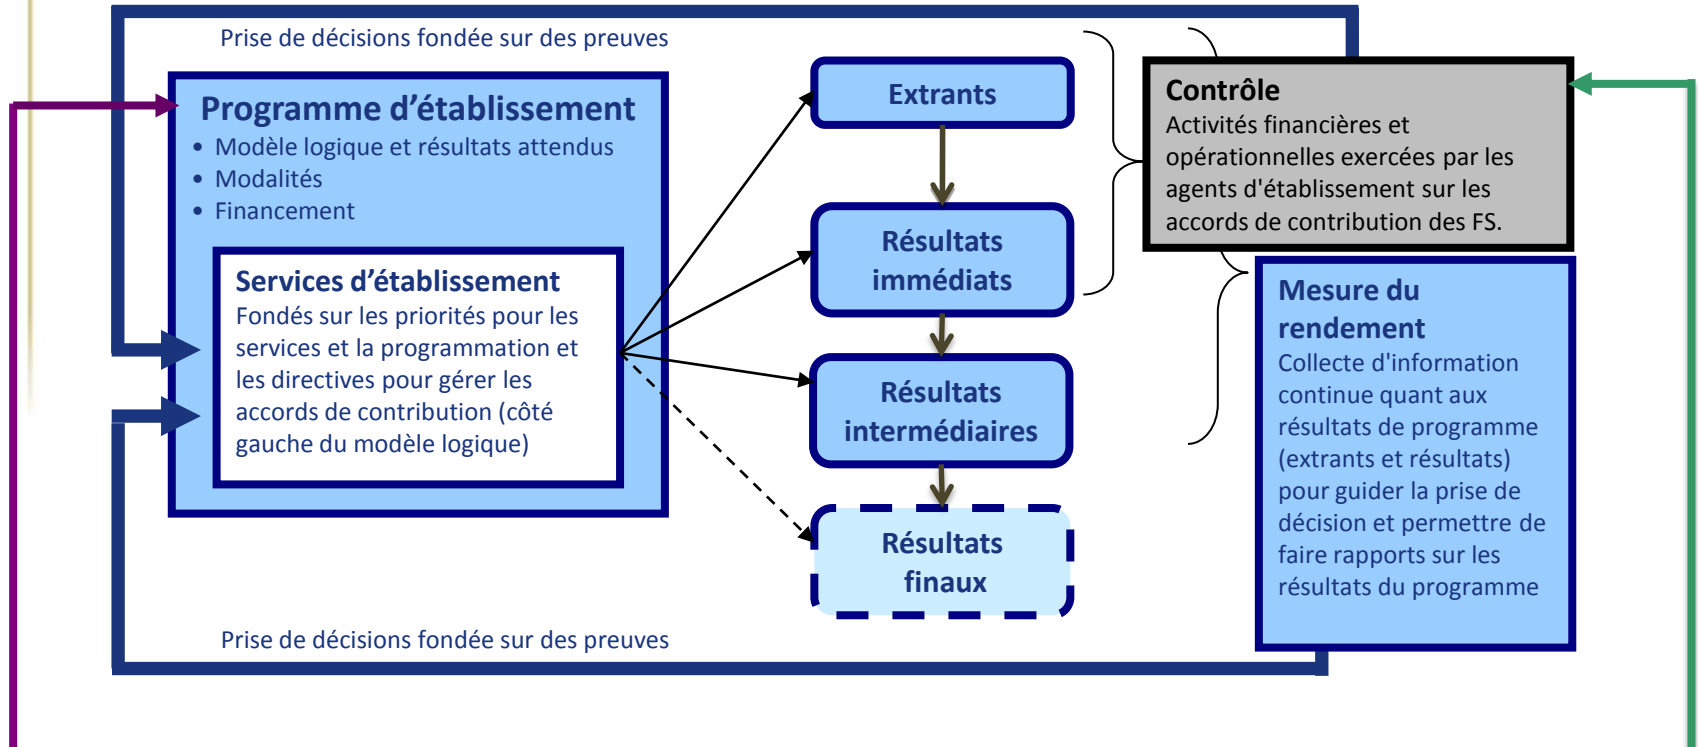 Prise de décisions fondée sur des preuves
Programme d’établissement
• Modèle logique et résultats attendus
• Modalités
• Financement
Services d’établissement
Fondés sur les priorités pour les
services et la programmation et
les directives pour gérer les
accords de contribution (côté
gauche du modèle logique)
Extrants
Résultats
immédiats
Résultats
intermédiaires
Résultats
finaux
Contrôle
Activités financières et
opérationnelles exercées par les
agents d'établissement sur les
accords de contribution des FS.
Mesure du
rendement
Collecte d'information
continue quant aux
résultats de programme
(extrants et résultats)
pour guider la prise de
décision et permettre de
faire rapports sur les
résultats du programme
Prise de décisions fondée sur des preuves